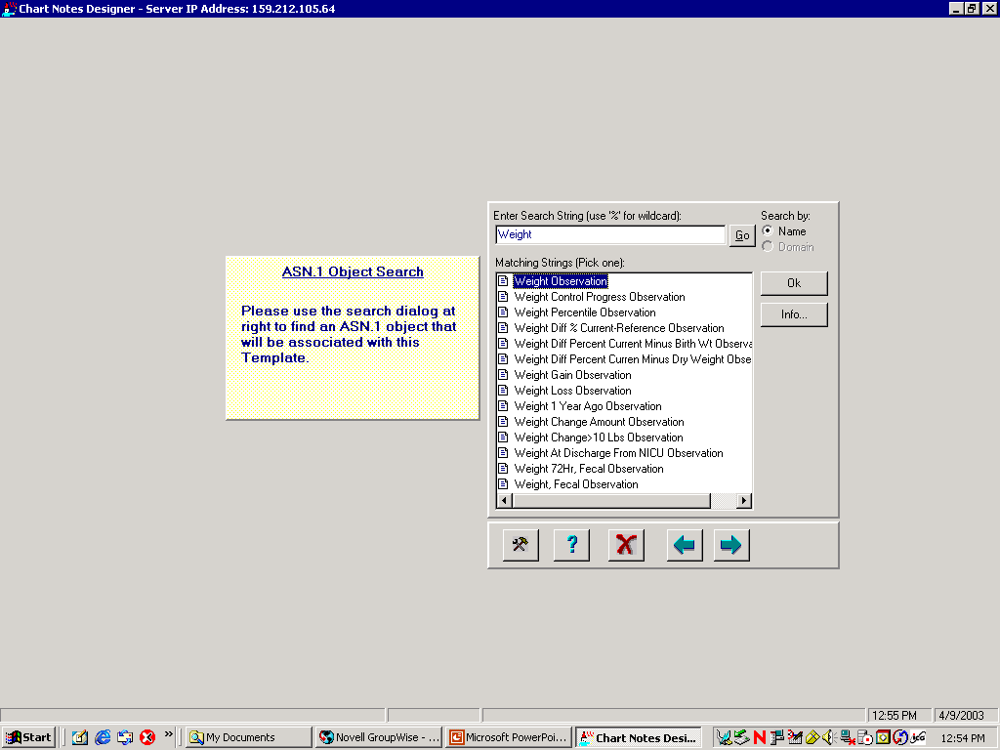 Chart Notes Designer - Server IP Address: 159.212.105.64
ASN.1 Object Search
Please use the search dialog at
right to find an ASN.1 object that
will be associated with this
Template.
Enter Search String (use '%' for wildcard):
Weight
Go
Search by:
Name
Domain
Matching Strings (Pick one):
Weight Observation
Weight Control Progress Observation
Weight Percentile Observation
Weight Diff % Current-Reference Observation
Weight Diff Percent Current Minus Birth Wt Observa
Weight Diff Percent Curren Minus Dry Weight Obse
Weight Gain Observation
Weight Loss Observation
Weight 1 Year Ago Observation
Weight Change Amount Observation
Weight Change>10 Lbs Observation
Weight At Discharge From NICU Observation
Weight 72Hr, Fecal Observation
Weight, Fecal Observation
Ok
Info...
?
12:55 PM
4/9/2003
Start
»
My Documents
Novell GroupWise - ...
Microsoft PowerPoi...
Chart Notes Desi...
N
12:54 PM